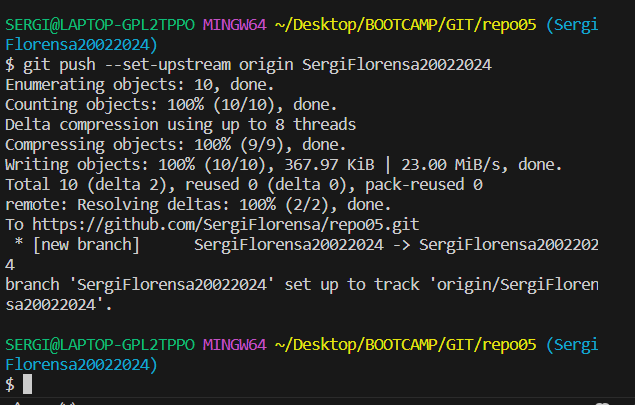 SERGI@LAPTOP-GPL2TPPO MINGW64 ~/Desktop/BOOTCAMP/GIT/repo05 (Sergi
Florensa20022024)
$ git push --set-upstream origin SergiFlorensa20022024
Enumerating objects: 10, done.
Counting objects: 100% (10/10), done.
Delta compression using up to 8 threads
Compressing objects: 100% (9/9), done.
Writing objects: 100% (10/10), 367.97 KiB | 23.00 MiB/s, done.
Total 10 (delta 2), reused 0 (delta 0), pack-reused 0
remote: Resolving deltas: 100% (2/2), done.
To https://github.com/SergiFlorensa/repo05.git
 * [new branch]      SergiFlorensa20022024 -> SergiFlorensa2002202
4
branch 'SergiFlorensa20022024' set up to track 'origin/SergiFloren
sa20022024'.
SERGI@LAPTOP-GPL2TPPO MINGW64 ~/Desktop/BOOTCAMP/GIT/repo05 (Sergi
Florensa20022024)
$